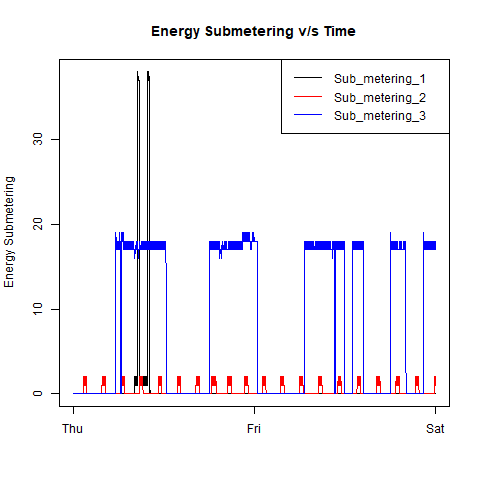 Energy Submetering v/s Time
Sub_metering_1
Sub_metering_2
Sub_metering_3
Energy Submetering
30
20
10
0
Thu Fri Sat